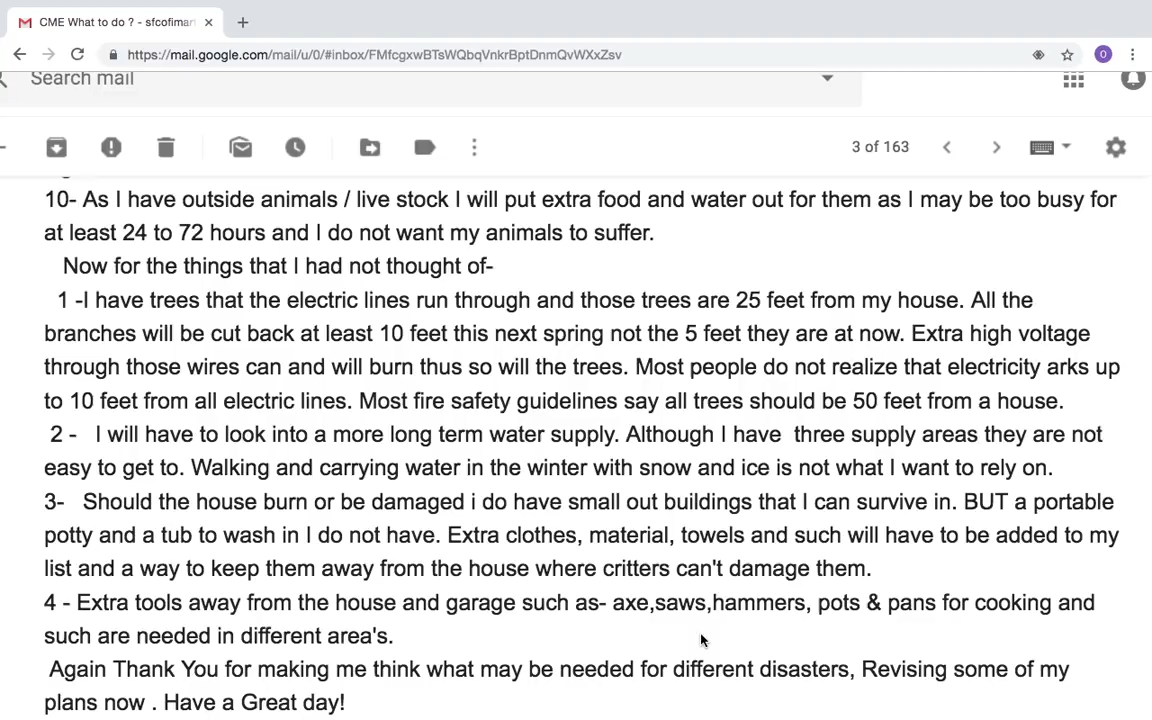 CME What to do ? - sfcofimar
https://mail.google.com/mail/u/0/#inbox/FMfcgxwBTsWQbqVnkrBptDnmQvWXxZsv
O
Search mail
3 of 163
10- As I have outside animals / live stock I will put extra food and water out for them as I may be too busy for
at least 24 to 72 hours and I do not want my animals to suffer.
Now for the things that I had not thought of-
1 -I have trees that the electric lines run through and those trees are 25 feet from my house. All the
branches will be cut back at least 10 feet this next spring not the 5 feet they are at now. Extra high voltage
through those wires can and will burn thus so will the trees. Most people do not realize that electricity arks up
to 10 feet from all electric lines. Most fire safety guidelines say all trees should be 50 feet from a house.
2 - I will have to look into a more long term water supply. Although I have three supply areas they are not
easy to get to. Walking and carrying water in the winter with snow and ice is not what I want to rely on.
3- Should the house burn or be damaged i do have small out buildings that I can survive in. BUT a portable
potty and a tub to wash in I do not have. Extra clothes, material, towels and such will have to be added to my
list and a way to keep them away from the house where critters can't damage them.
4 - Extra tools away from the house and garage such as- axe,saws,hammers, pots & pans for cooking and
such are needed in different area's.
Again Thank You for making me think what may be needed for different disasters, Revising some of my
plans now . Have a Great day!